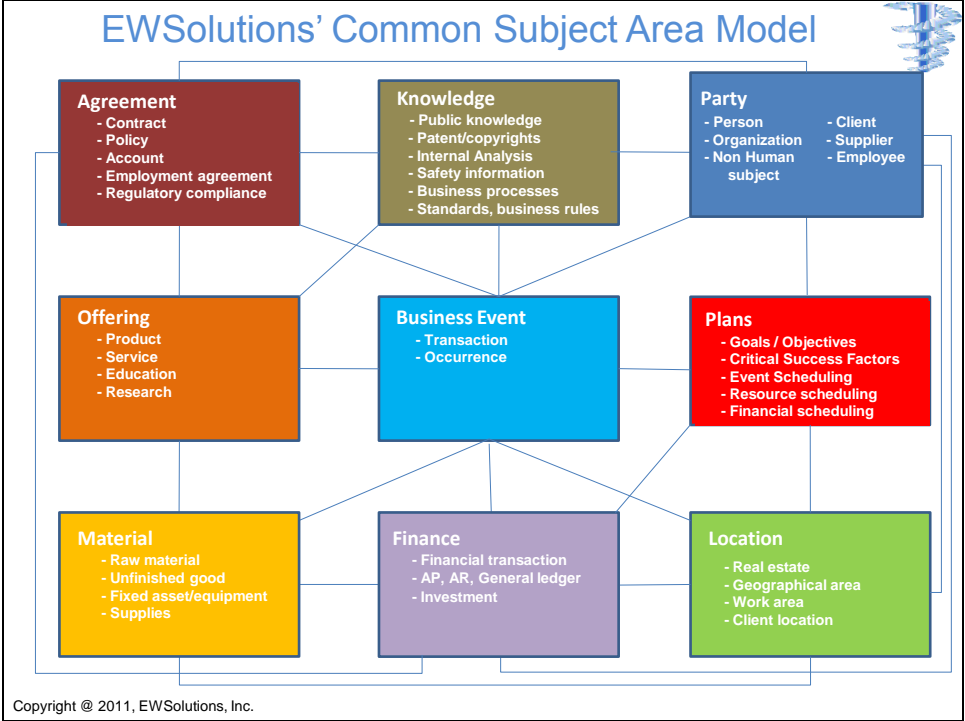 EWSolutions' Common Subject Area Model
Agreement
- Contract
- Policy
- Account
- Employment agreement
- Regulatory compliance
Knowledge
- Public knowledge
- Patent/copyrights
- Internal Analysis
- Safety information
- Business processes
- Standards, business rules
Party
- Person
- Organization
- Non Human
subject
- Client
- Supplier
- Employee
Offering
- Product
- Service
- Education
- Research
Business Event
- Transaction
- Occurrence
Plans
- Goals / Objectives
- Critical Success Factors
- Event Scheduling
- Resource scheduling
- Financial scheduling
Material
- Raw material
- Unfinished good
- Fixed asset/equipment
- Supplies
Finance
- Financial transaction
- AP, AR, General ledger
- Investment
Location
- Real estate
- Geographical area
- Work area
- Client location
Copyright @ 2011, EWSolutions, Inc.